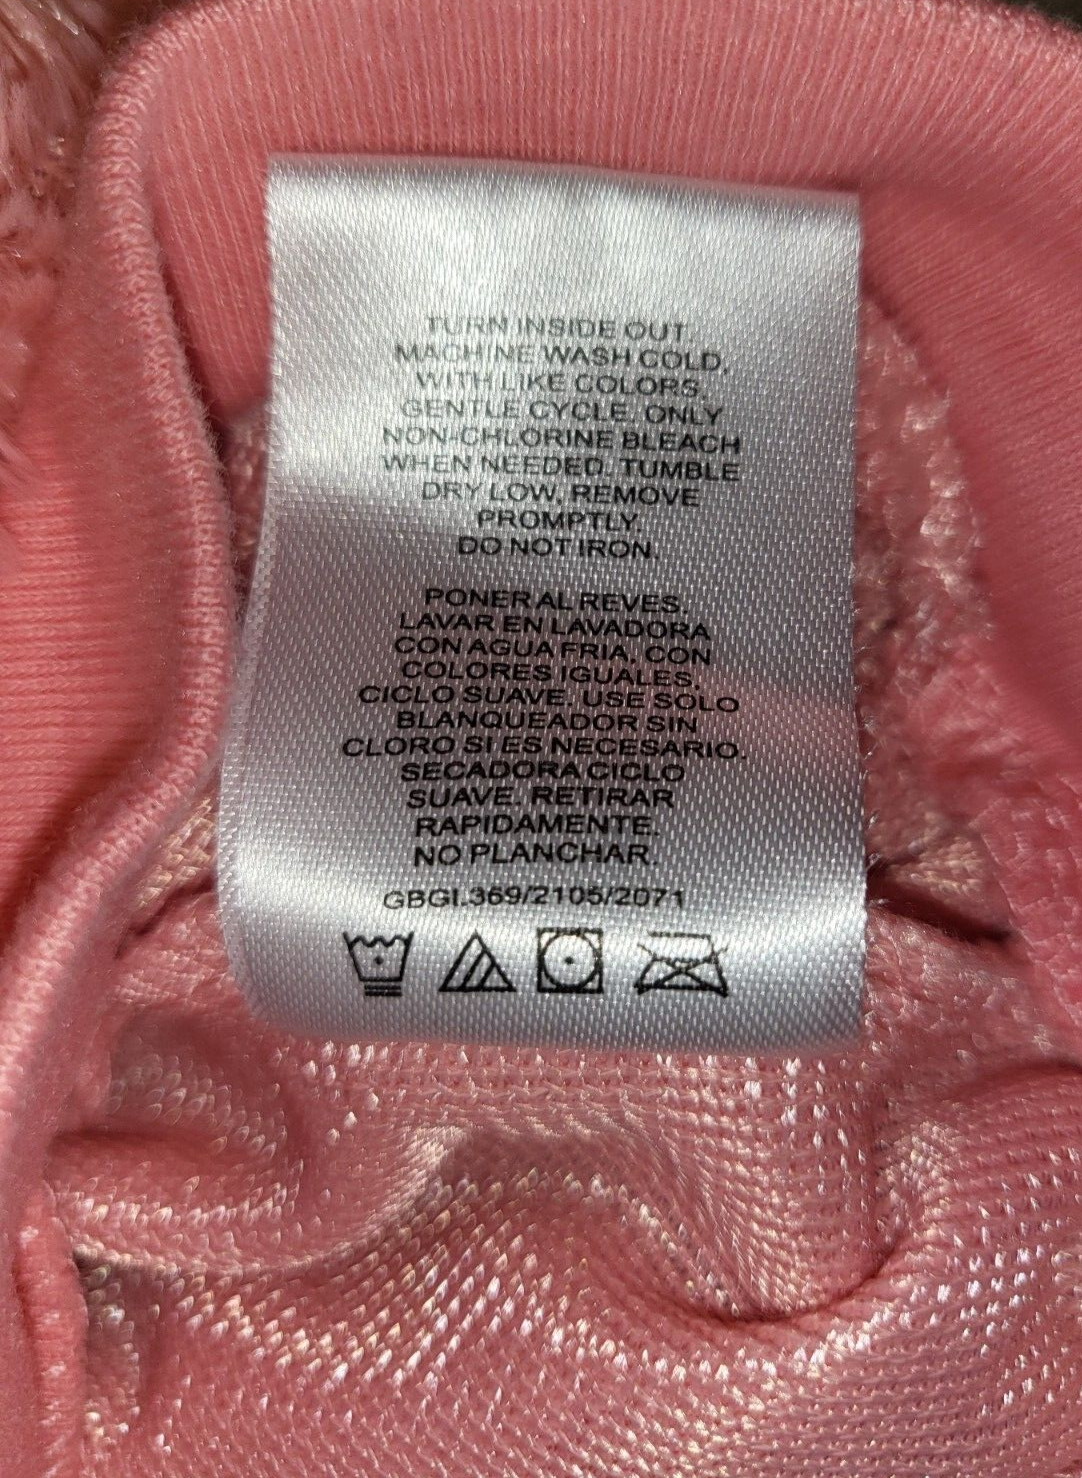 TURN INSIDE OUT.
MACHINE WASH COLD,
WITH LIKE COLORS.
GENTLE CYCLE. ONLY
NON-CHLORINE BLEACH
WHEN NEEDED. TUMBLE
DRY LOW, REMOVE
PROMPTLY.
DO NOT IRON.
PONER AL REVES.
LAVAR EN LAVADORA
CON AGUA FRIA, CON
COLORES IGUALES,
CICLO SUAVE. USE SOLO
BLANQUEADOR SIN
CLORO SI ES NECESARIO.
SECADORA CICLO
SUAVE. RETIRAR
RAPIDAMENTE.
NO PLANCHAR.
GBGI.369/2105/2071